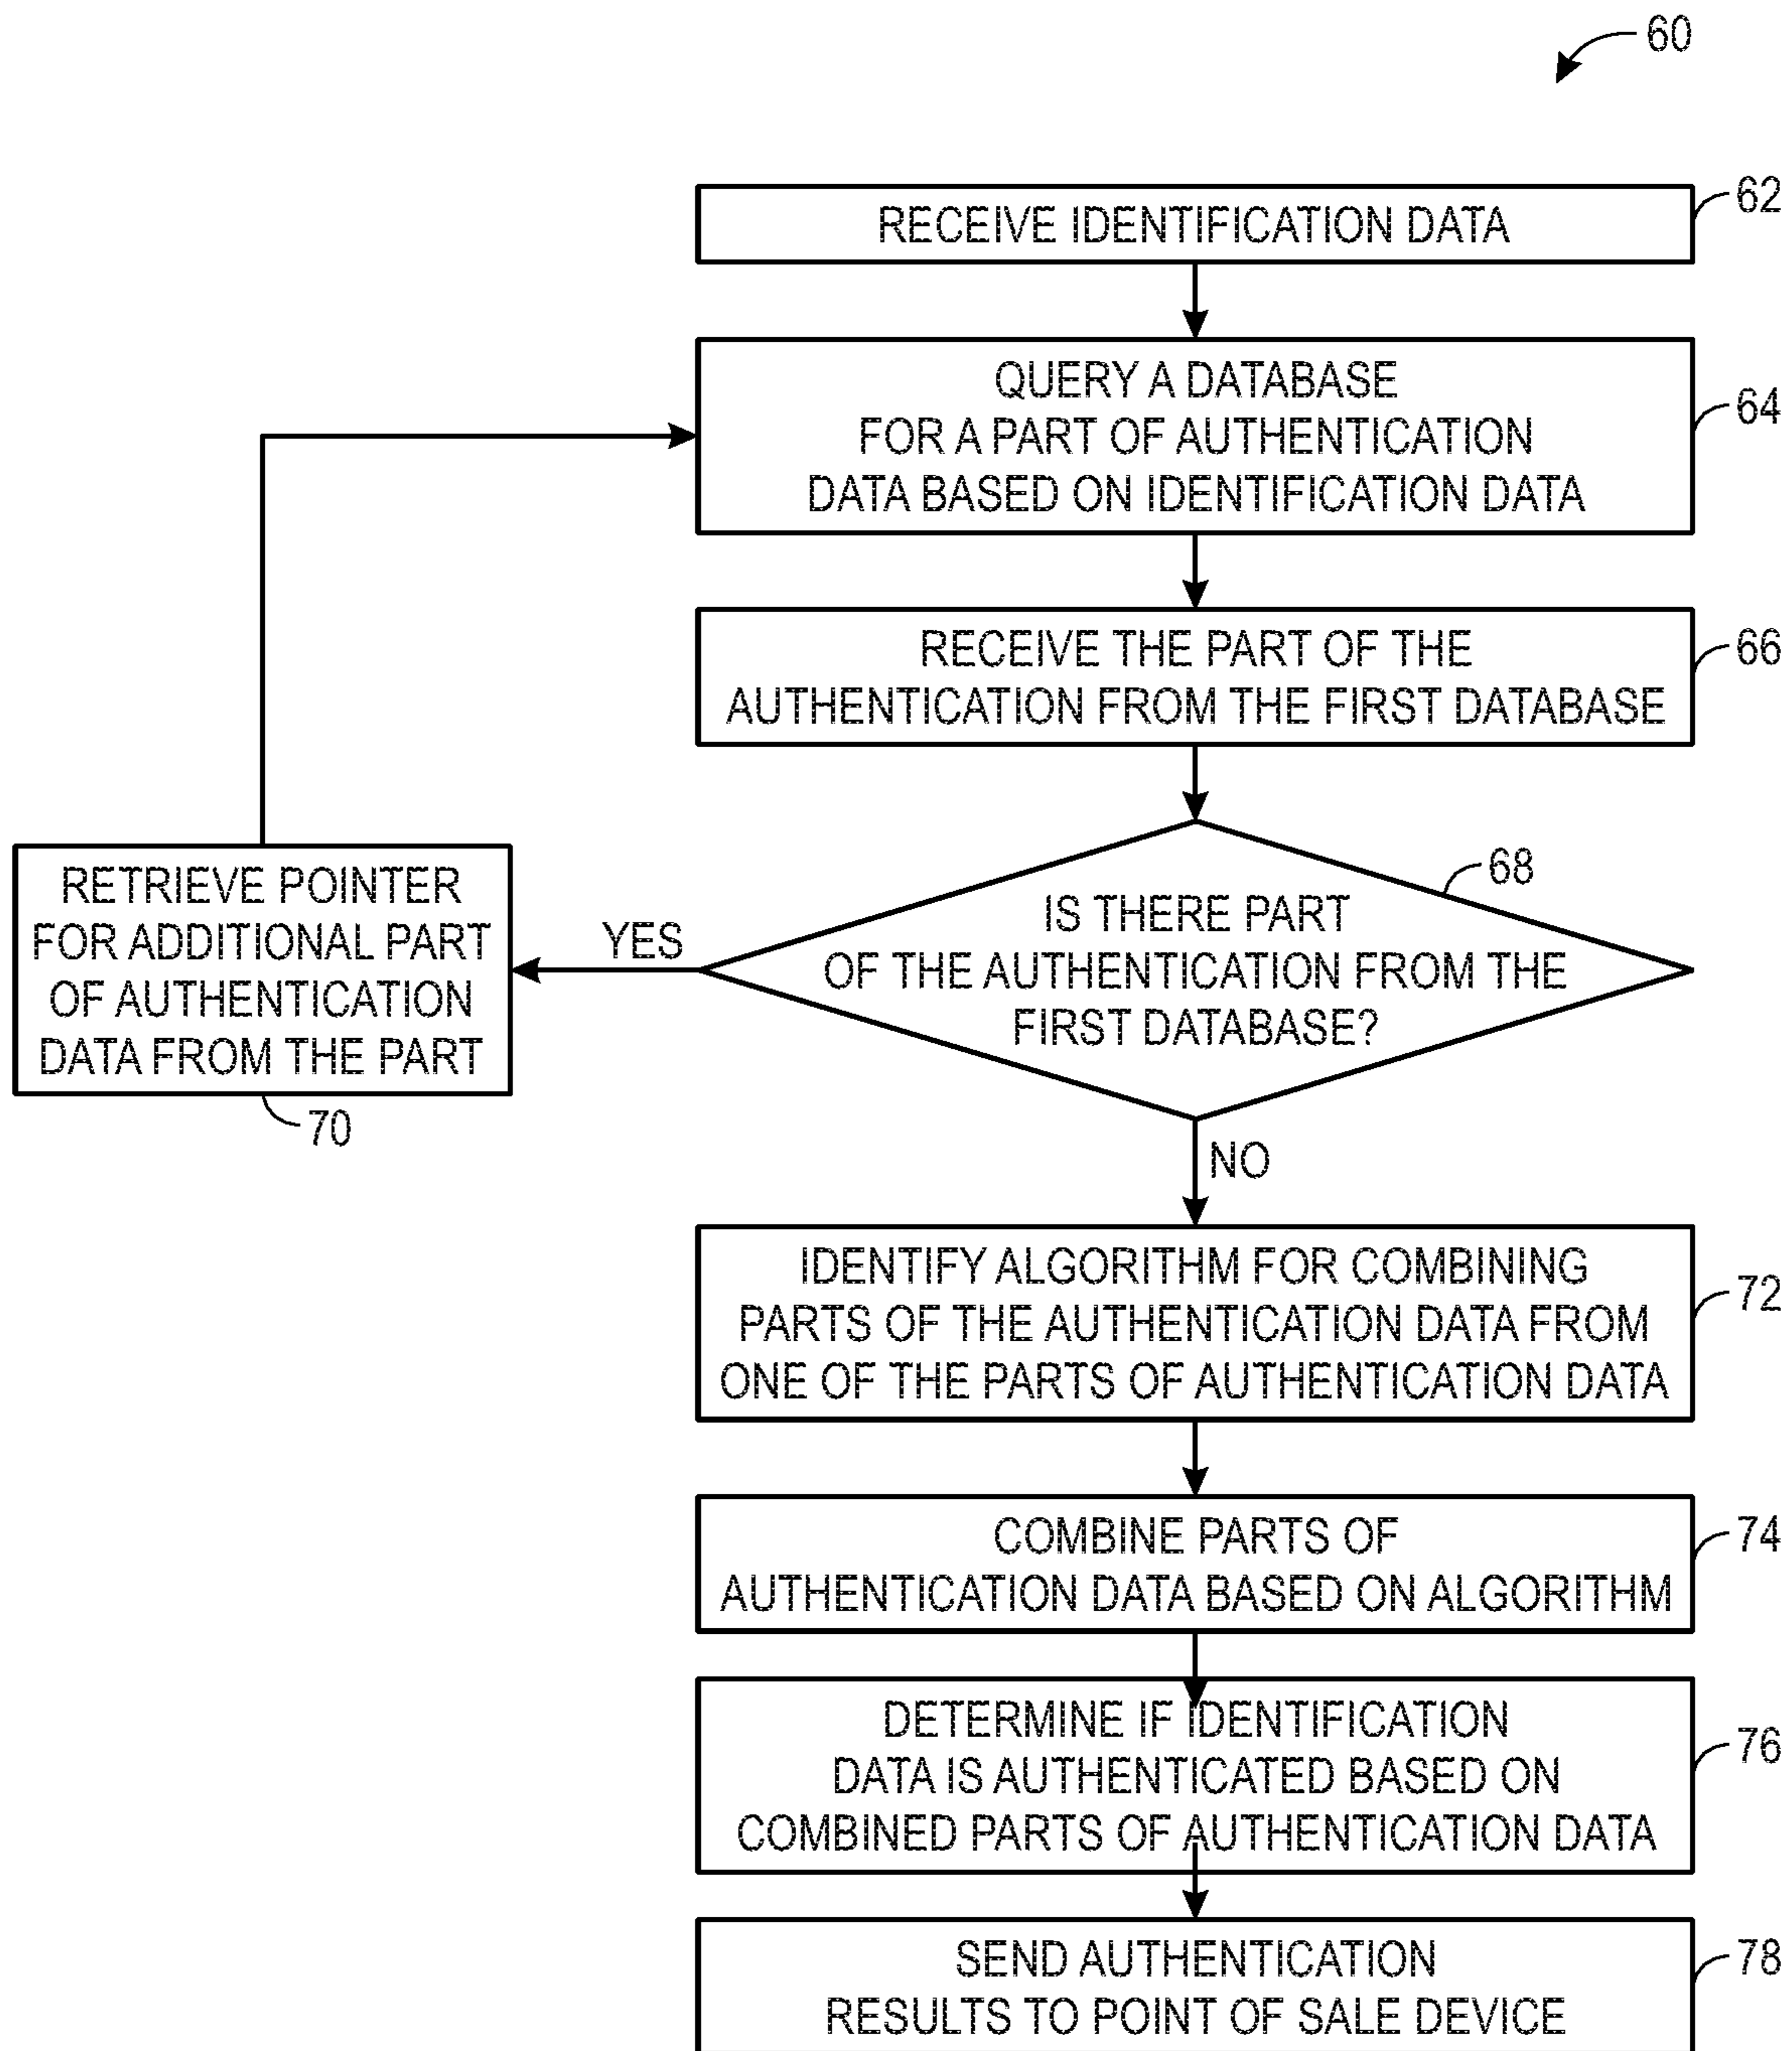 60
RECEIVE IDENTIFICATION DATA
62
QUERY A DATABASE
FOR A PART OF AUTHENTICATION
DATA BASED ON IDENTIFICATION DATA
64
RECEIVE THE PART OF THE
AUTHENTICATION FROM THE FIRST DATABASE
66
IS THERE PART
OF THE AUTHENTICATION FROM THE
FIRST DATABASE?
68
YES
RETRIEVE POINTER
FOR ADDITIONAL PART
OF AUTHENTICATION
DATA FROM THE PART
70
NO
IDENTIFY ALGORITHM FOR COMBINING
PARTS OF THE AUTHENTICATION DATA FROM
ONE OF THE PARTS OF AUTHENTICATION DATA
72
COMBINE PARTS OF
AUTHENTICATION DATA BASED ON ALGORITHM
74
DETERMINE IF IDENTIFICATION
DATA IS AUTHENTICATED BASED ON
COMBINED PARTS OF AUTHENTICATION DATA
76
SEND AUTHENTICATION
RESULTS TO POINT OF SALE DEVICE
78